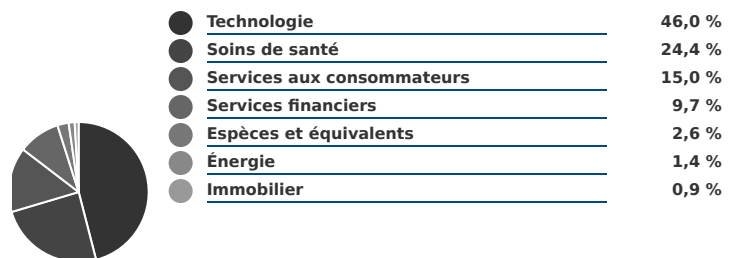 Technologie 46,0 %
Soins de santé 24,4 %
Services aux consommateurs 15,0 %
Services financiers 9,7 %
Espèces et équivalents 2,6 %
Énergie 1,4 %
Immobilier 0,9 %